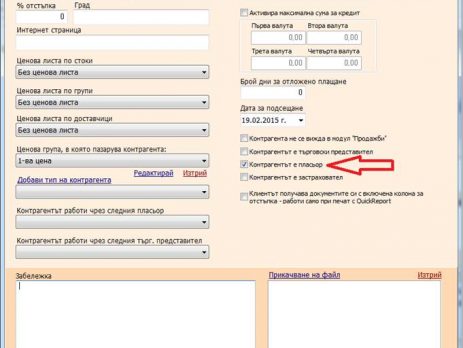 % отстъпка Град
0
Интернет страница
Ценова листа по стоки
Без ценова листа
Ценова листа по групи
Без ценова листа
Ценова листа по доставчици
Без ценова листа
Ценова група, в която пазарува контрагента:
1-ва цена
Редактирай Изтрий
Добави тип на контрагента
Контрагентът работи чрез следния пласьор
Контрагентът работи чрез следния търг. представител
Активира максимална сума за кредит
Първа валута Втора валута
0,00 0,00
Трета валута Четвърта валута
0,00 0,00
Брой дни за отложено плащане
0
Дата за подсещане
19.02.2015 г.
Контрагента не се вижда в модул "Продажби"
Контрагентът е търговски представител
Контрагентът е пласьор
Контрагентът е застраховател
Клиентът получава документите си с включена колона за
отстъпка - работи само при печат с QuickReport
Забележка
Прикачване на файл Изтрий